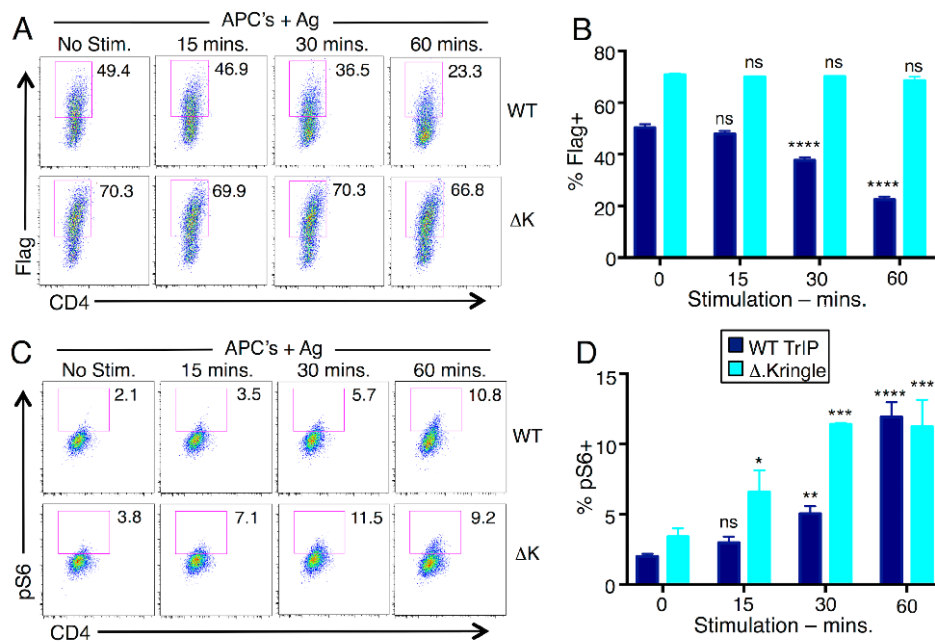 A
APC's + Ag
No Stim. 15 mins. 30 mins. 60 mins.
49.4 46.9 36.5 23.3
WT
70.3 69.9 70.3 66.8
ΔK
Flag
CD4
B
% Flag+
80
60
40
20
0
ns ns ns
ns **** ****
0 15 30 60
Stimulation – mins.
C
APC's + Ag
No Stim. 15 mins. 30 mins. 60 mins.
2.1 3.5 5.7 10.8
WT
3.8 7.1 11.5 9.2
ΔK
pS6
CD4
D
WT TrIP
Δ.Kringle
% pS6+
15
10
5
0
ns * ** *** **** ***
0 15 30 60
Stimulation – mins.